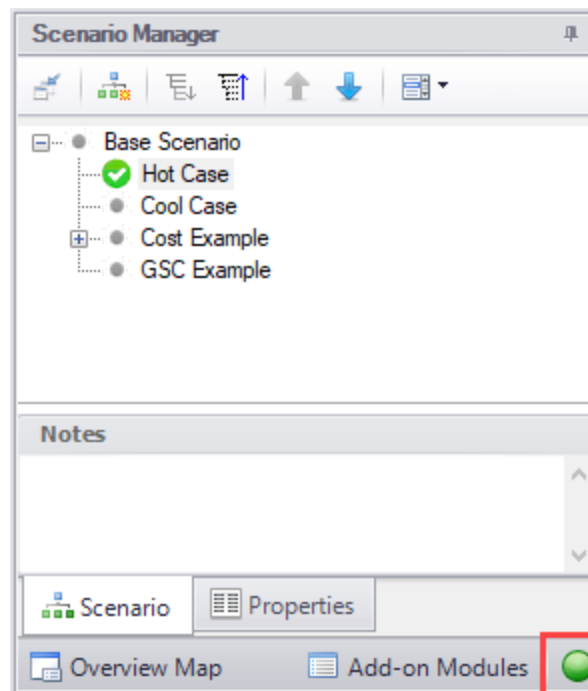 Scenario Manager
Base Scenario
Hot Case
Cool Case
Cost Example
GSC Example
Notes
Scenario Properties
Overview Map Add-on Modules